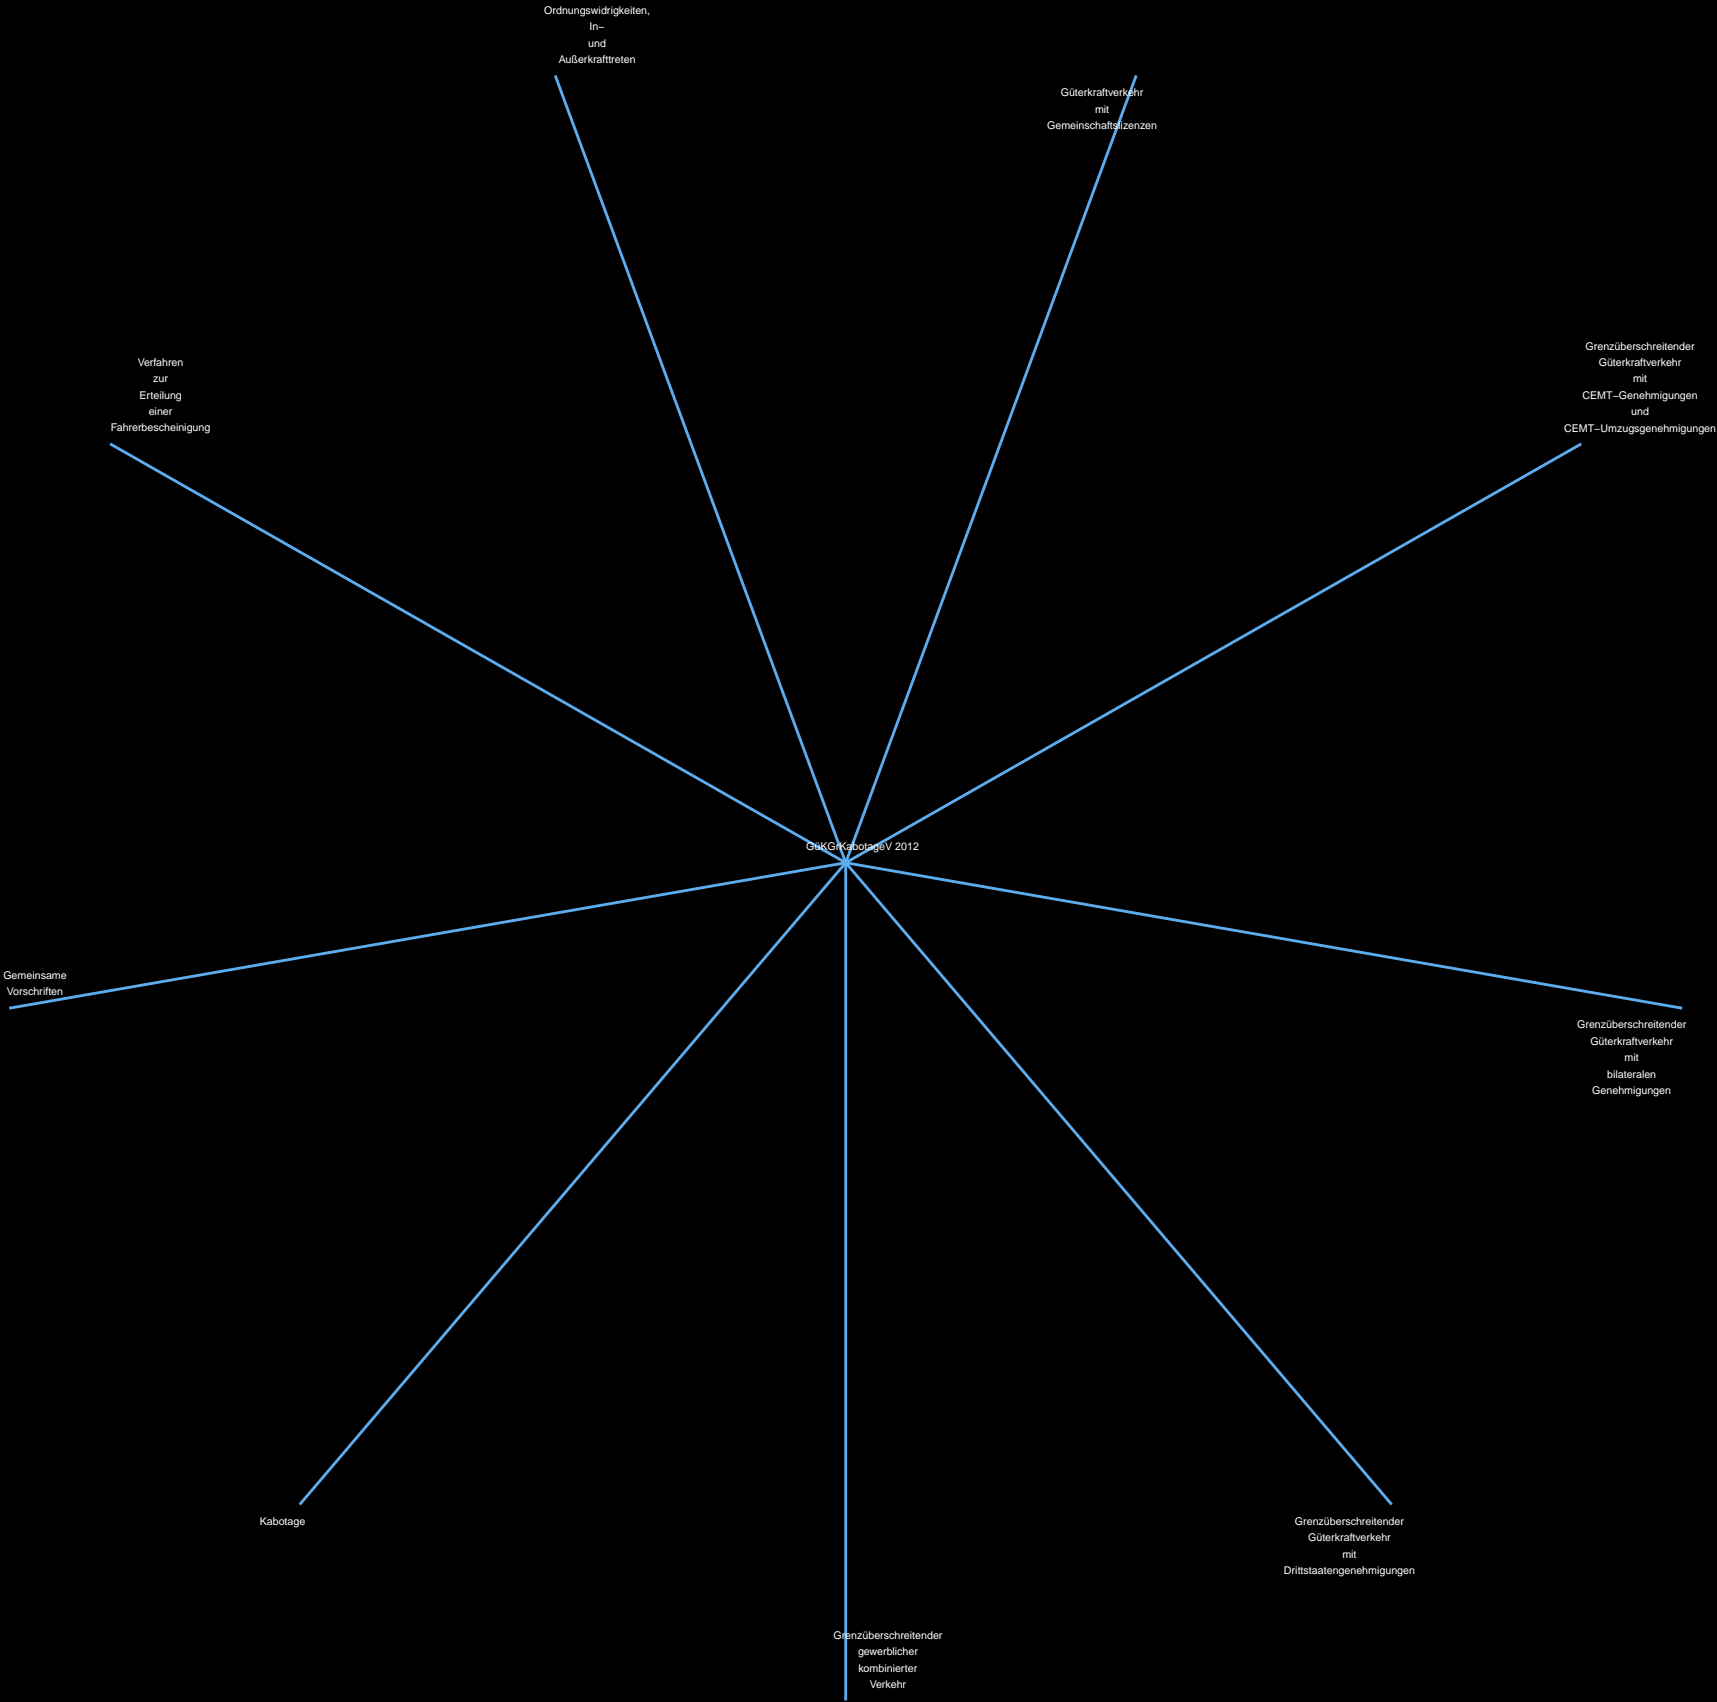 Ordnungswidrigkeiten,
In–
und
Außerkrafttreten
Güterkraftverkehr
mit
Gemeinschaftslizenzen
Grenzüberschreitender
Güterkraftverkehr
mit
CEMT–Genehmigungen
und
CEMT–Umzugsgenehmigungen
Verfahren
zur
Erteilung
einer
Fahrerbescheinigung
GüKGrKabotageV 2012
Gemeinsame
Vorschriften
Grenzüberschreitender
Güterkraftverkehr
mit
bilateralen
Genehmigungen
Kabotage
Grenzüberschreitender
Güterkraftverkehr
mit
Drittstaatengenehmigungen
Grenzüberschreitender
gewerblicher
kombinierter
Verkehr